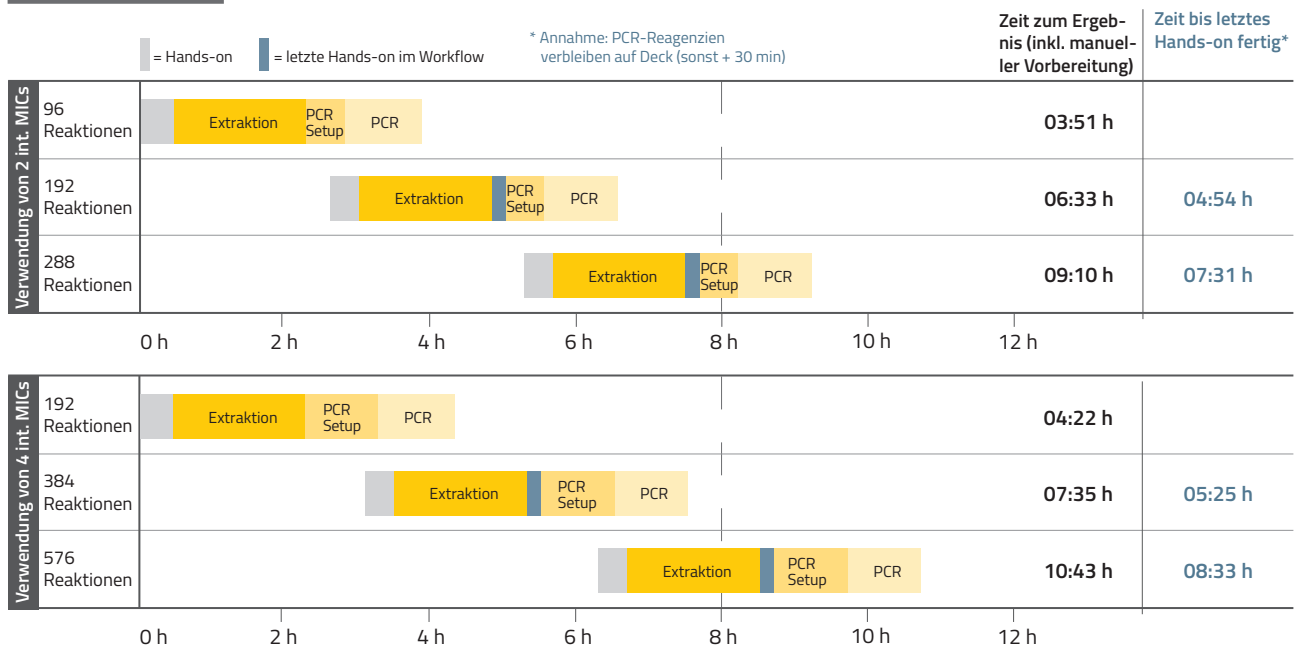 = Hands-on
= letzte Hands-on im Workflow
* Annahme: PCR-Reagenzien
verbleiben auf Deck (sonst + 30 min)
Zeit zum Ergeb-
nis (inkl. manuel-
ler Vorbereitung)
Zeit bis letztes
Hands-on fertig*
Verwendung von 2 int. MICs
96
Reaktionen
Extraktion
PCR
Setup
PCR
03:51 h
192
Reaktionen
Extraktion
PCR
Setup
PCR
06:33 h
04:54 h
288
Reaktionen
Extraktion
PCR
Setup
PCR
09:10 h
07:31 h
0 h 2 h 4 h 6 h 8 h 10 h 12 h
Verwendung von 4 int. MICs
192
Reaktionen
Extraktion
PCR
Setup
PCR
04:22 h
384
Reaktionen
Extraktion
PCR
Setup
PCR
07:35 h
05:25 h
576
Reaktionen
Extraktion
PCR
Setup
PCR
10:43 h
08:33 h
0 h 2 h 4 h 6 h 8 h 10 h 12 h